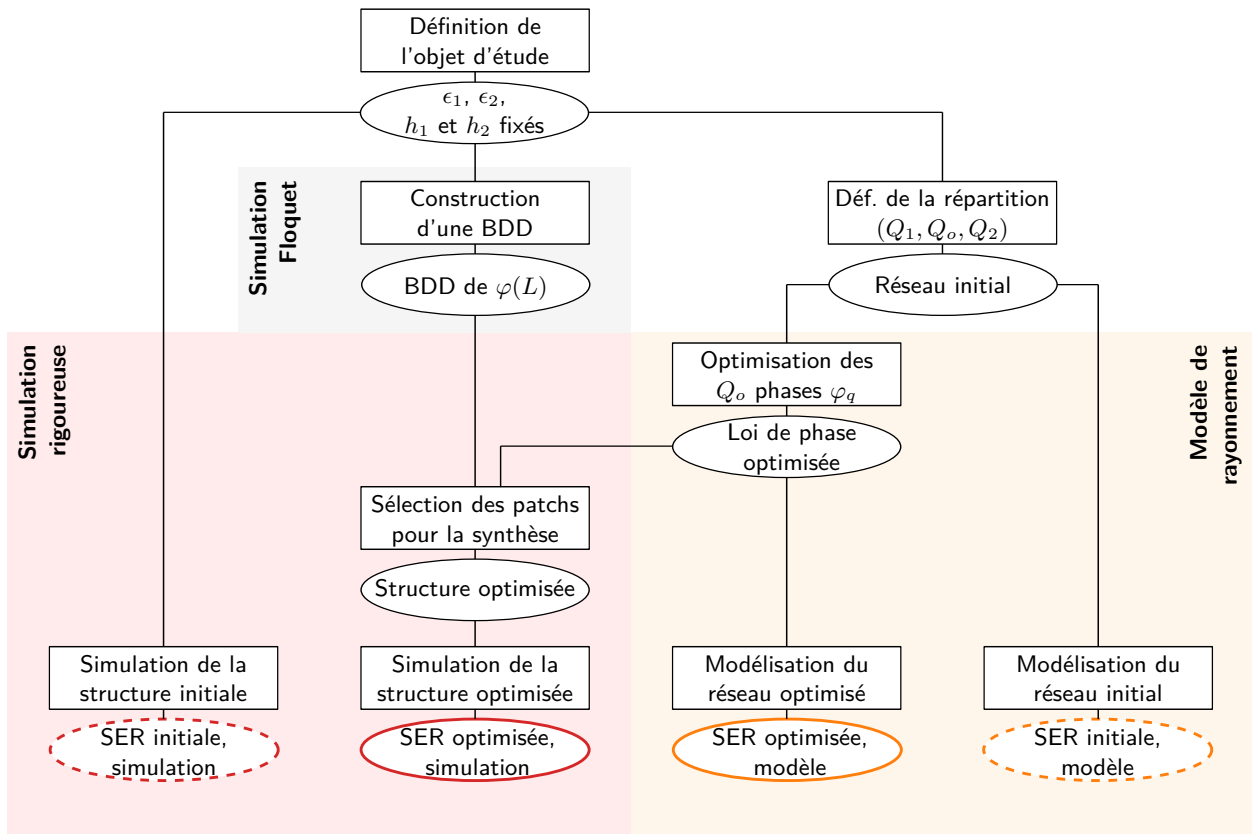 Définition de
l'objet d'étude
ϵ₁, ϵ₂,
h₁ et h₂ fixés
Simulation
Floquet
Construction
d'une BDD
BDD de φ(L)
Déf. de la répartition
(Q₁, Qₒ, Q₂)
Réseau initial
Simulation
rigoureuse
Modèle de
rayonnement
Optimisation des
Qₒ phases φ_q
Loi de phase
optimisée
Sélection des patchs
pour la synthèse
Structure optimisée
Simulation de la
structure initiale
SER initiale,
simulation
Simulation de la
structure optimisée
SER optimisée,
simulation
Modélisation du
réseau optimisé
SER optimisée,
modèle
Modélisation du
réseau initial
SER initiale,
modèle